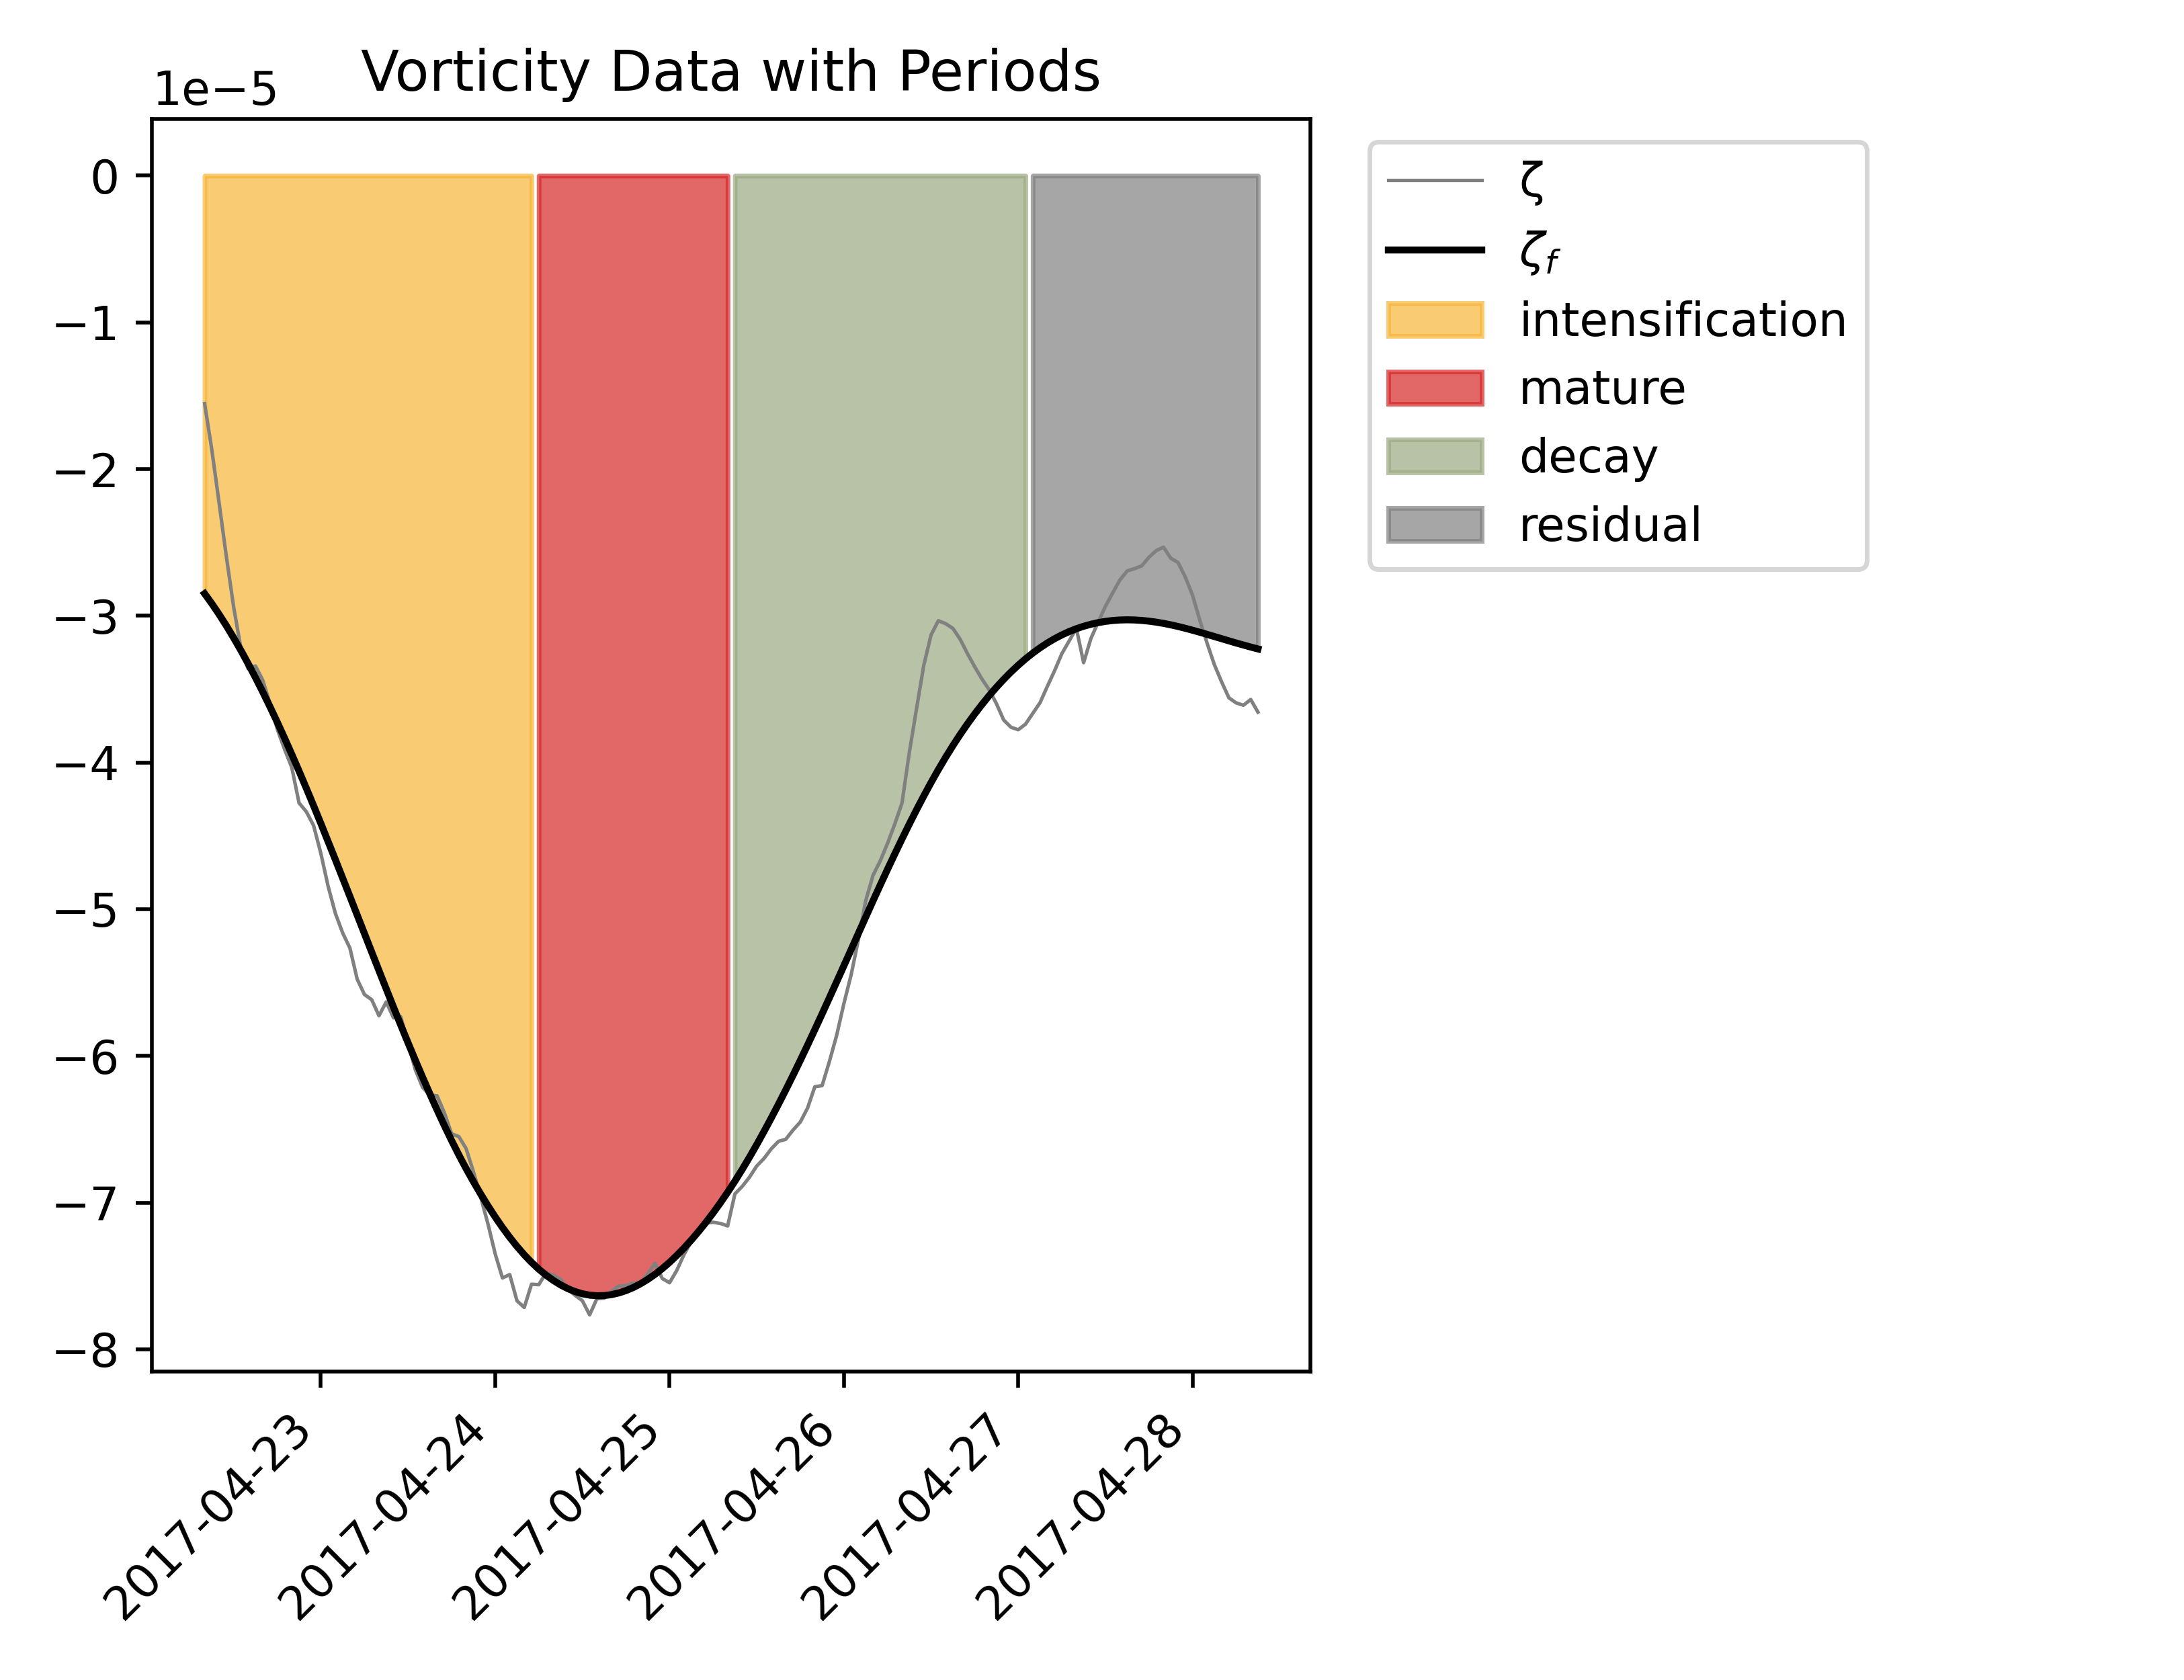 Vorticity Data with Periods
1e−5
0
−1
−2
−3
−4
−5
−6
−7
−8
2017-04-23
2017-04-24
2017-04-25
2017-04-26
2017-04-27
2017-04-28
ζ
ζf
intensification
mature
decay
residual